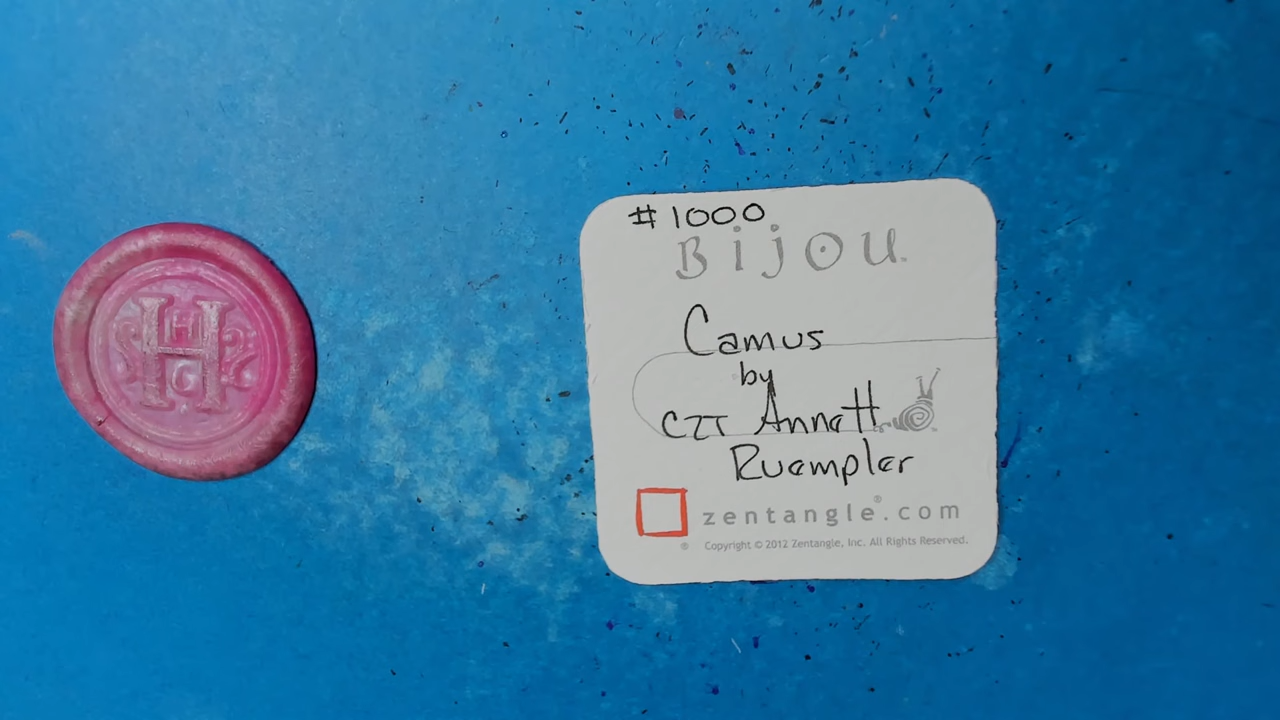 H
H
G
#1000
Bijou
Camus
by
CZT Annett
Ruempler
zentangle®.com
® Copyright © 2012 Zentangle, Inc. All Rights Reserved.